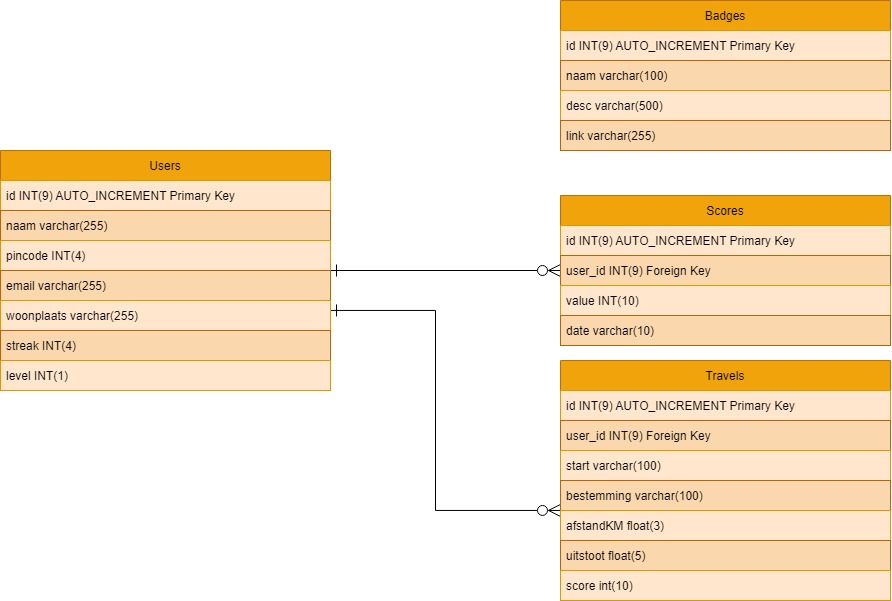 Badges
id INT(9) AUTO_INCREMENT Primary Key
naam varchar(100)
desc varchar(500)
link varchar(255)
Users
id INT(9) AUTO_INCREMENT Primary Key
naam varchar(255)
pincode INT(4)
email varchar(255)
woonplaats varchar(255)
streak INT(4)
level INT(1)
Scores
id INT(9) AUTO_INCREMENT Primary Key
user_id INT(9) Foreign Key
value INT(10)
date varchar(10)
Travels
id INT(9) AUTO_INCREMENT Primary Key
user_id INT(9) Foreign Key
start varchar(100)
bestemming varchar(100)
afstandKM float(3)
uitstoot float(5)
score int(10)